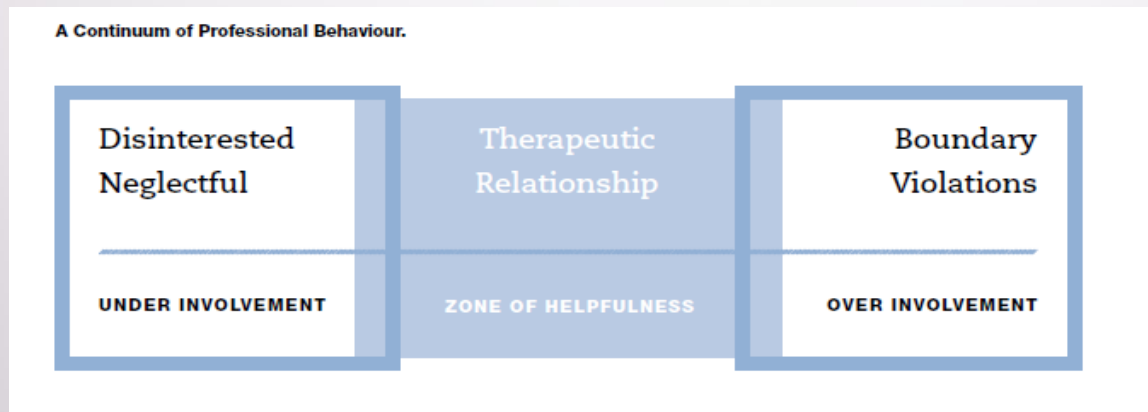 A Continuum of Professional Behaviour.
Disinterested
Neglectful
Therapeutic
Relationship
Boundary
Violations
UNDER INVOLVEMENT
ZONE OF HELPFULNESS
OVER INVOLVEMENT